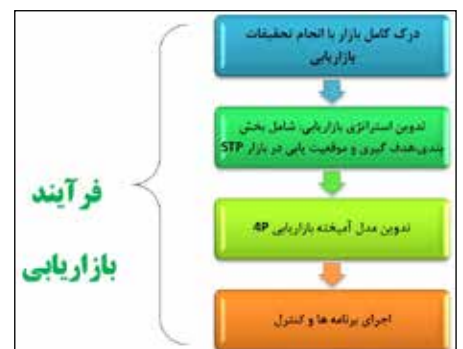 درک کامل بازار با انجام تحقیقات
بازاریابی
تدوین استراتژی بازاریابی: شامل بخش
بندی،هدف گیری و موقعیت یابی در بازار STP
تدوین مدل آمیخته بازاریابی 4P
اجرای برنامه ها و کنترل
فرآیند
بازاریابی